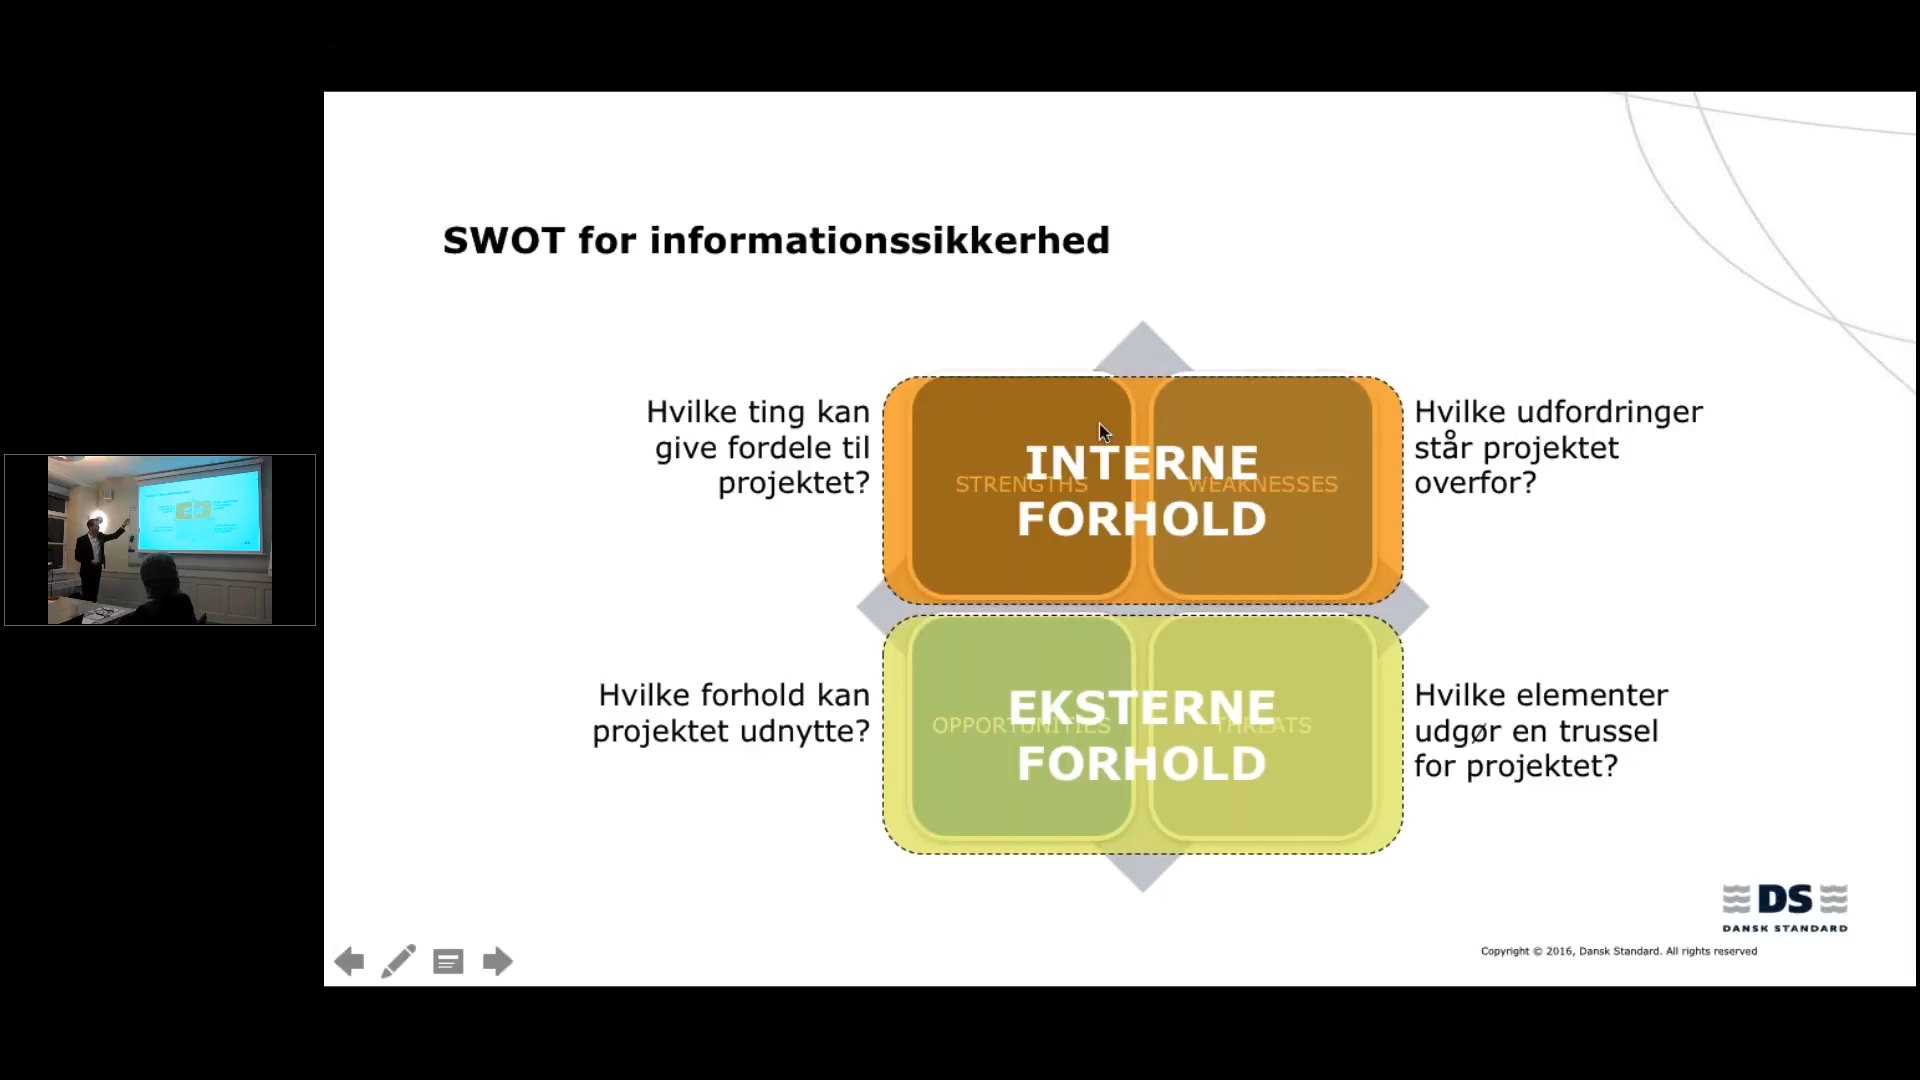 SWOT for informationssikkerhed
Hvilke ting kan
give fordele til
projektet?
INTERNE
FORHOLD
STRENGTHS
WEAKNESSES
Hvilke udfordringer
står projektet
overfor?
Hvilke forhold kan
projektet udnytte?
EKSTERNE
FORHOLD
OPPORTUNITIES
THREATS
Hvilke elementer
udgør en trussel
for projektet?
DS
DANSK STANDARD
Copyright © 2016, Dansk Standard. All rights reserved